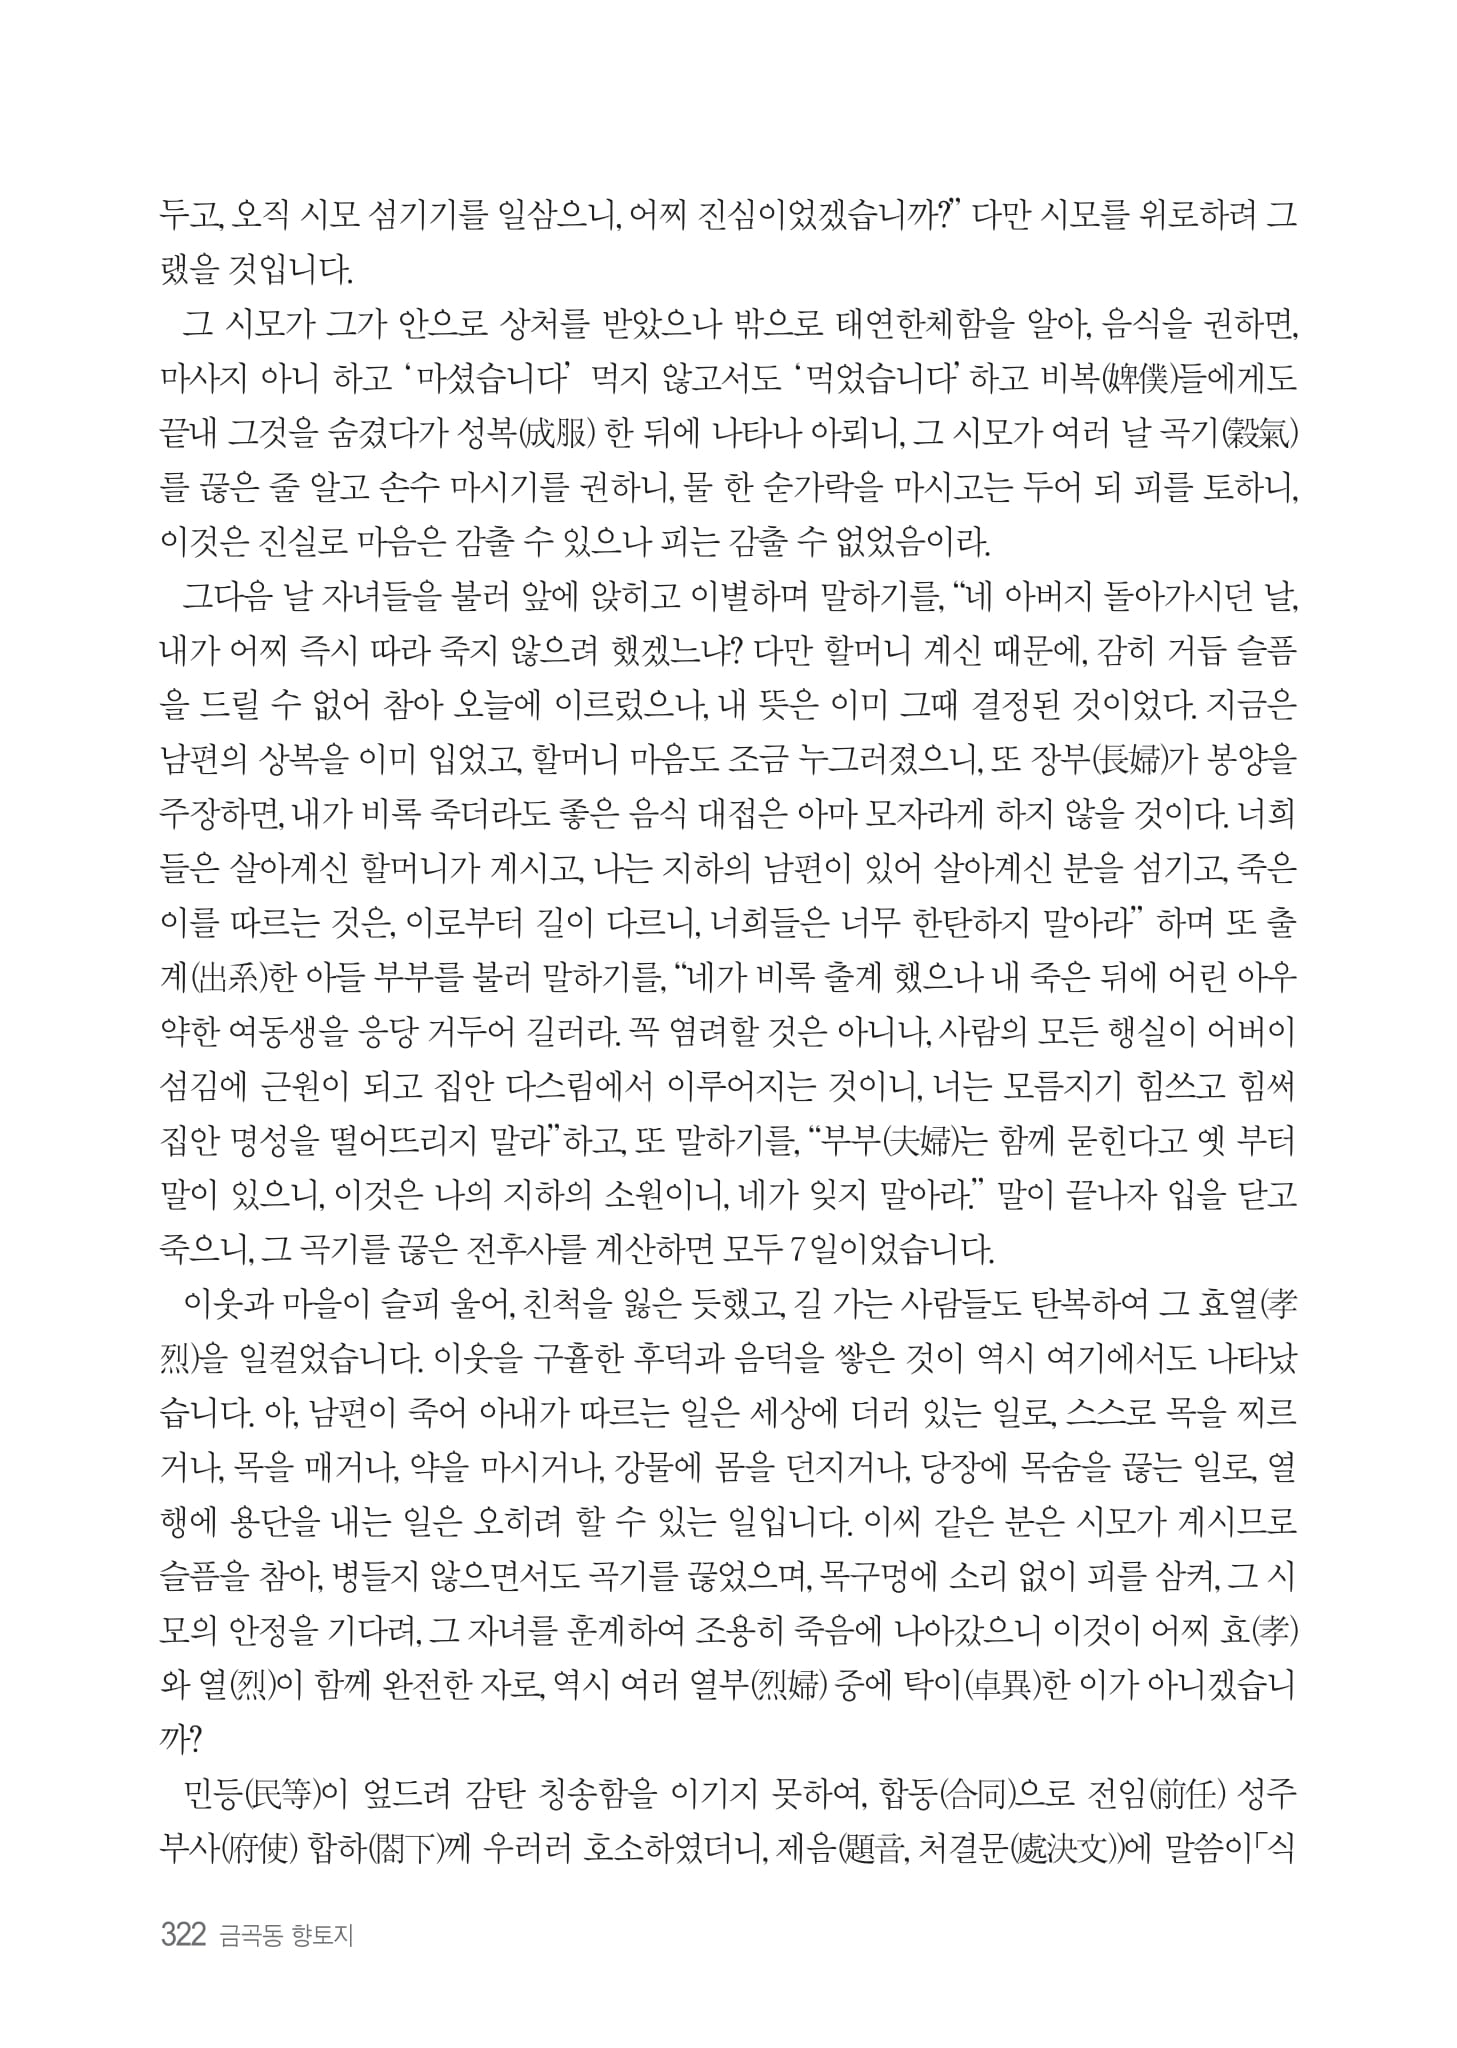 두고, 오직 시모 섬기기를 일삼으니, 어찌 진심이었겠습니까?” 다만 시모를 위로하려 그
랬을 것입니다.
그 시모가 그가 안으로 상처를 받았으나 밖으로 태연한체함을 알아, 음식을 권하면,
마사지 아니 하고 ‘마셨습니다’ 먹지 않고서도 ‘먹었습니다’ 하고 비복(婢僕)들에게도
끝내 그것을 숨겼다가 성복(成服) 한 뒤에 나타나 아뢰니, 그 시모가 여러 날 곡기(穀氣)
를 끊은 줄 알고 손수 마시기를 권하니, 물 한 숟가락을 마시고는 두어 되 피를 토하니,
이것은 진실로 마음은 감출 수 있으나 피는 감출 수 없었음이라.
그다음 날 자녀들을 불러 앞에 앉히고 이별하며 말하기를, “네 아버지 돌아가시던 날,
내가 어찌 즉시 따라 죽지 않으려 했겠느냐? 다만 할머니 계신 때문에, 감히 거듭 슬픔
을 드릴 수 없어 참아 오늘에 이르렀으나, 내 뜻은 이미 그때 결정된 것이었다. 지금은
남편의 상복을 이미 입었고, 할머니 마음도 조금 누그러졌으니, 또 장부(長婦)가 봉양을
주장하면, 내가 비록 죽더라도 좋은 음식 대접은 아마 모자라게 하지 않을 것이다. 너희
들은 살아계신 할머니가 계시고, 나는 지하의 남편이 있어 살아계신 분을 섬기고, 죽은
이를 따르는 것은, 이로부터 길이 다르니, 너희들은 너무 한탄하지 말아라” 하며 또 출
계(出系)한 아들 부부를 불러 말하기를, “네가 비록 출계 했으나 내 죽은 뒤에 어린 아우
약한 여동생을 응당 거두어 길러라. 꼭 염려할 것은 아니나, 사람의 모든 행실이 어버이
섬김에 근원이 되고 집안 다스림에서 이루어지는 것이니, 너는 모름지기 힘쓰고 힘써
집안 명성을 떨어뜨리지 말라”하고, 또 말하기를, “부부(夫婦)는 함께 묻힌다고 옛 부터
말이 있으니, 이것은 나의 지하의 소원이니, 네가 잊지 말아라.” 말이 끝나자 입을 닫고
죽으니, 그 곡기를 끊은 전후사를 계산하면 모두 7일이었습니다.
이웃과 마을이 슬피 울어, 친척을 잃은 듯했고, 길 가는 사람들도 탄복하여 그 효열(孝
烈)을 일컬었습니다. 이웃을 구휼한 후덕과 음덕을 쌓은 것이 역시 여기에서도 나타났
습니다. 아, 남편이 죽어 아내가 따르는 일은 세상에 더러 있는 일로, 스스로 목을 찌르
거나, 목을 매거나, 약을 마시거나, 강물에 몸을 던지거나, 당장에 목숨을 끊는 일로, 열
행에 용단을 내는 일은 오히려 할 수 있는 일입니다. 이씨 같은 분은 시모가 계시므로
슬픔을 참아, 병들지 않으면서도 곡기를 끊었으며, 목구멍에 소리 없이 피를 삼켜, 그 시
모의 안정을 기다려, 그 자녀를 훈계하여 조용히 죽음에 나아갔으니 이것이 어찌 효(孝)
와 열(烈)이 함께 완전한 자로, 역시 여러 열부(烈婦) 중에 탁이(卓異)한 이가 아니겠습니
까?
민등(民等)이 엎드려 감탄 칭송함을 이기지 못하여, 합동(合同)으로 전임(前任) 성주
부사(府使) 합하(閤下)께 우러러 호소하였더니, 제음(題音, 처결문(處決文))에 말씀이「식
322 금곡동 향토지